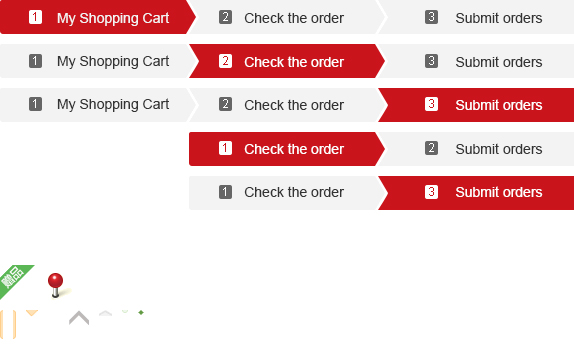 1 My Shopping Cart 2 Check the order 3 Submit orders
1 My Shopping Cart 2 Check the order 3 Submit orders
1 My Shopping Cart 2 Check the order 3 Submit orders
1 Check the order 2 Submit orders
1 Check the order 3 Submit orders
赠品